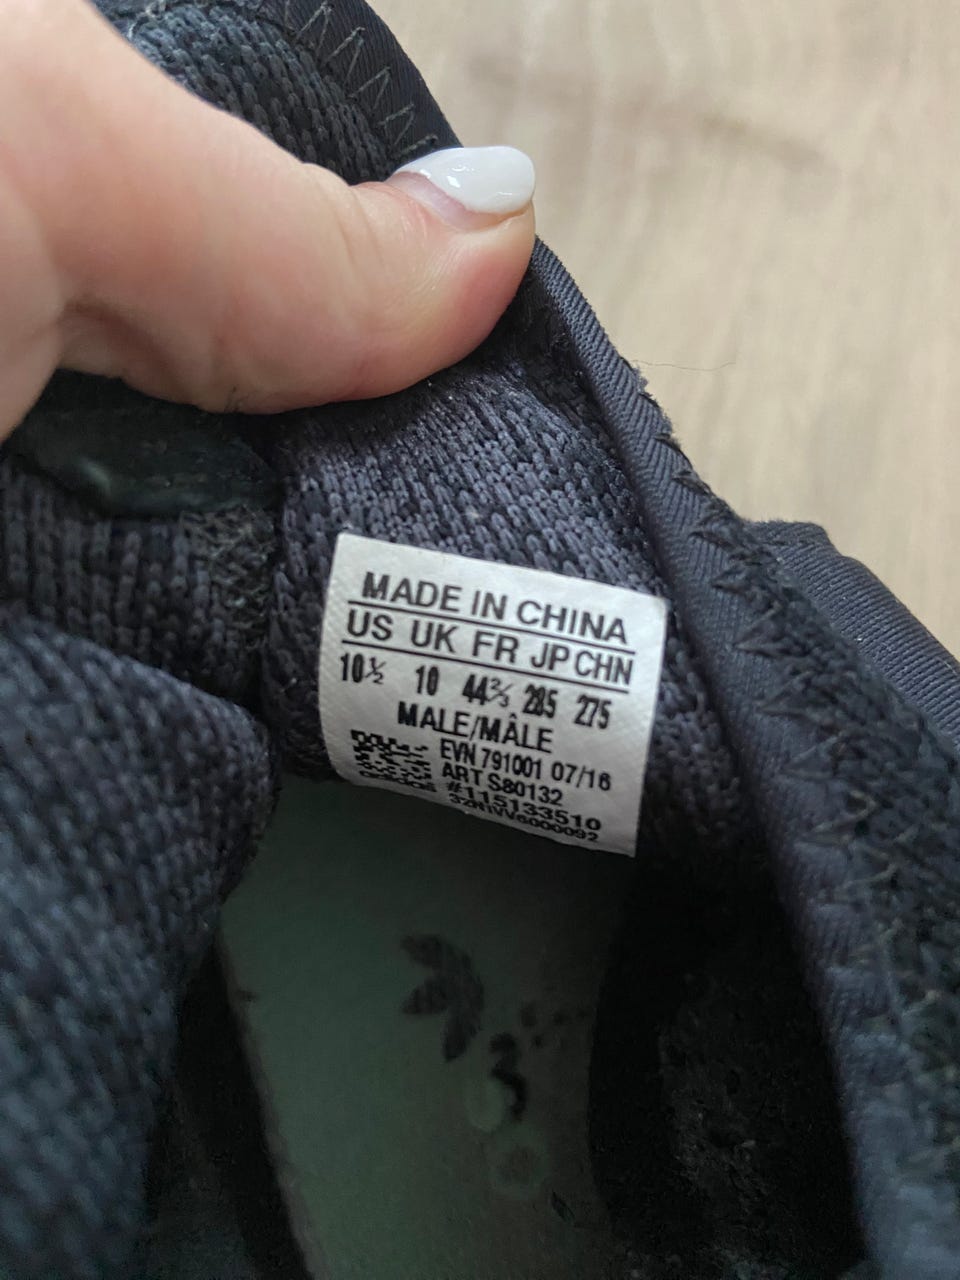 MADE IN CHINA
US UK FR JP CHN
10½ 10 44⅔ 285 275
MALE/MÂLE
EVN 791001 07/16
ART S80132
#115133510
adidas